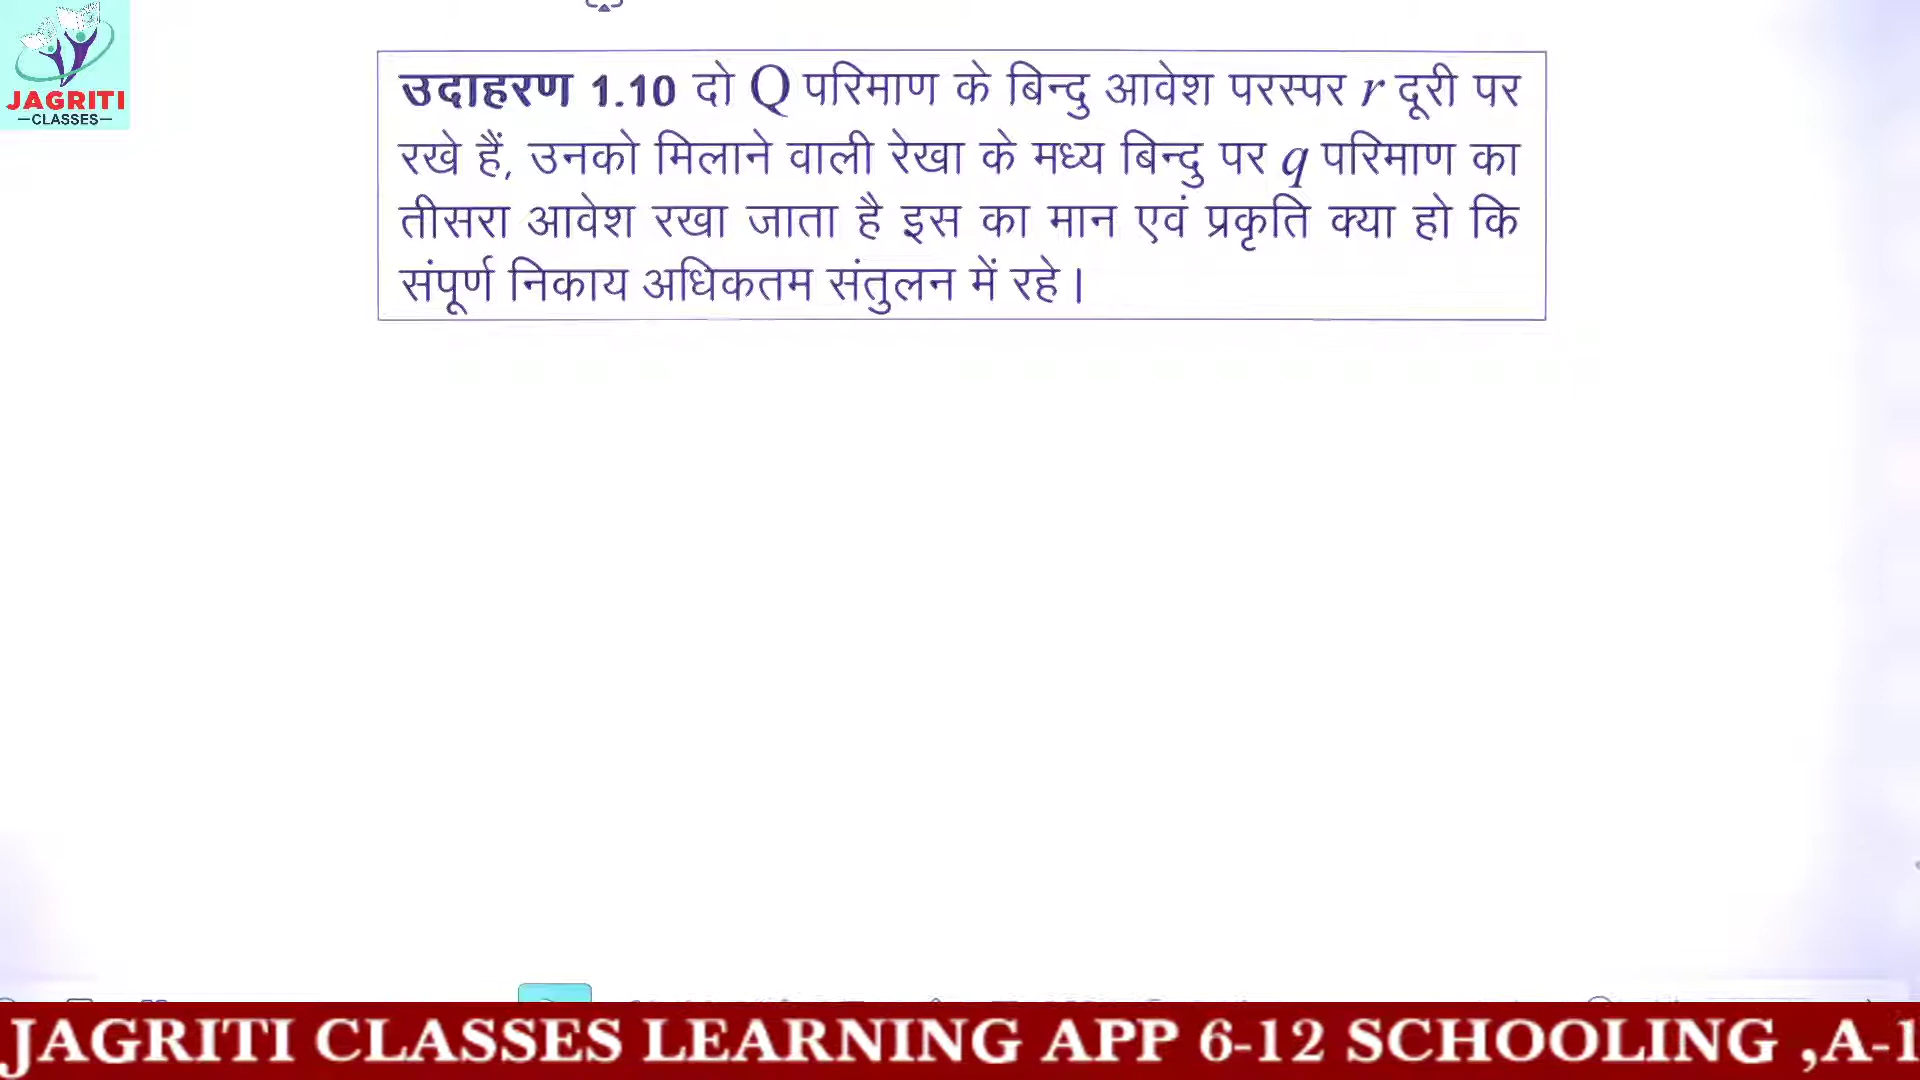 JAGRITI
—CLASSES—
उदाहरण 1.10 दो Q परिमाण के बिन्दु आवेश परस्पर r दूरी पर
रखे हैं, उनको मिलाने वाली रेखा के मध्य बिन्दु पर q परिमाण का
तीसरा आवेश रखा जाता है इस का मान एवं प्रकृति क्या हो कि
संपूर्ण निकाय अधिकतम संतुलन में रहे।
JAGRITI CLASSES LEARNING APP 6-12 SCHOOLING ,A-1